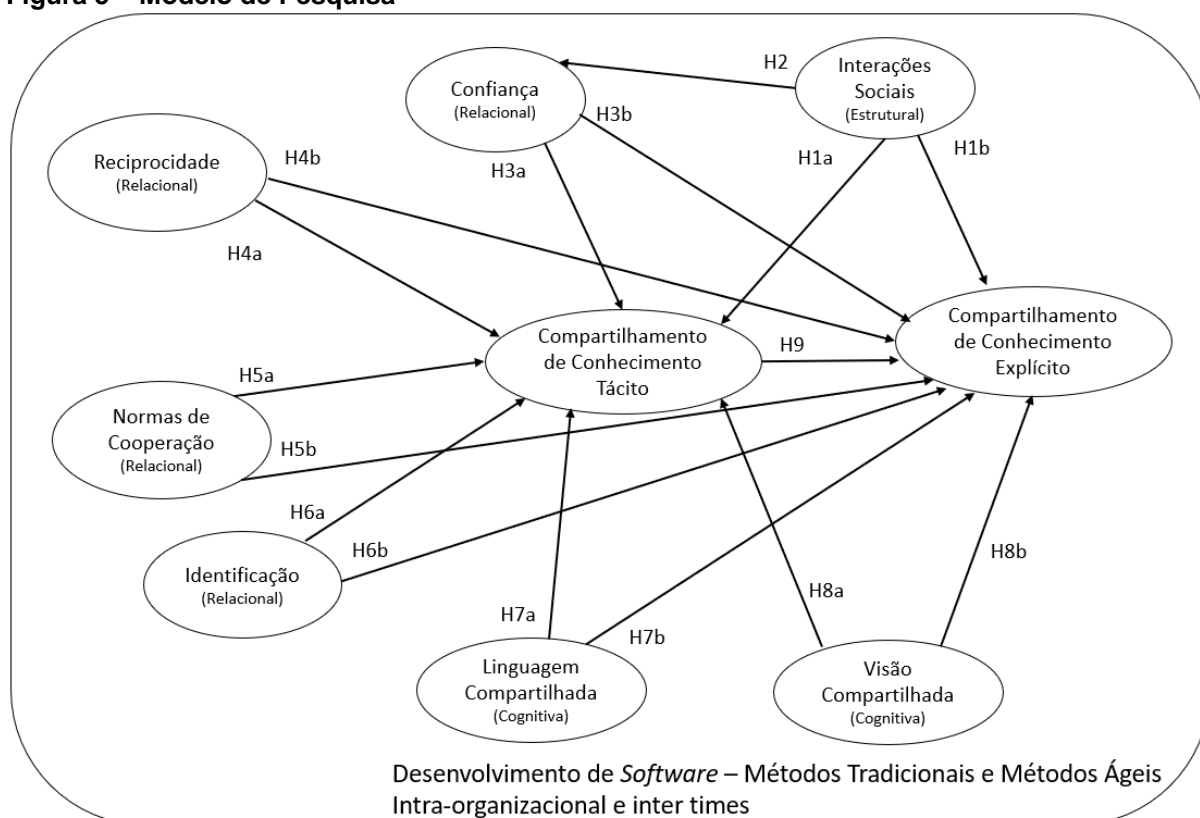 Figura 3 – Modelo de Pesquisa
H2
Interações
Sociais
(Estrutural)
Confiança
(Relacional)
H3b
H3a
H1a
H1b
Reciprocidade
(Relacional)
H4b
H4a
Compartilhamento
de Conhecimento
Tácito
H9
Compartilhamento
de Conhecimento
Explícito
H5a
Normas de
Cooperação
(Relacional)
H5b
H6a
Identificação
(Relacional)
H6b
H7a
H7b
H8a
H8b
Linguagem
Compartilhada
(Cognitiva)
Visão
Compartilhada
(Cognitiva)
Desenvolvimento de Software – Métodos Tradicionais e Métodos Ágeis
Intra-organizacional e inter times